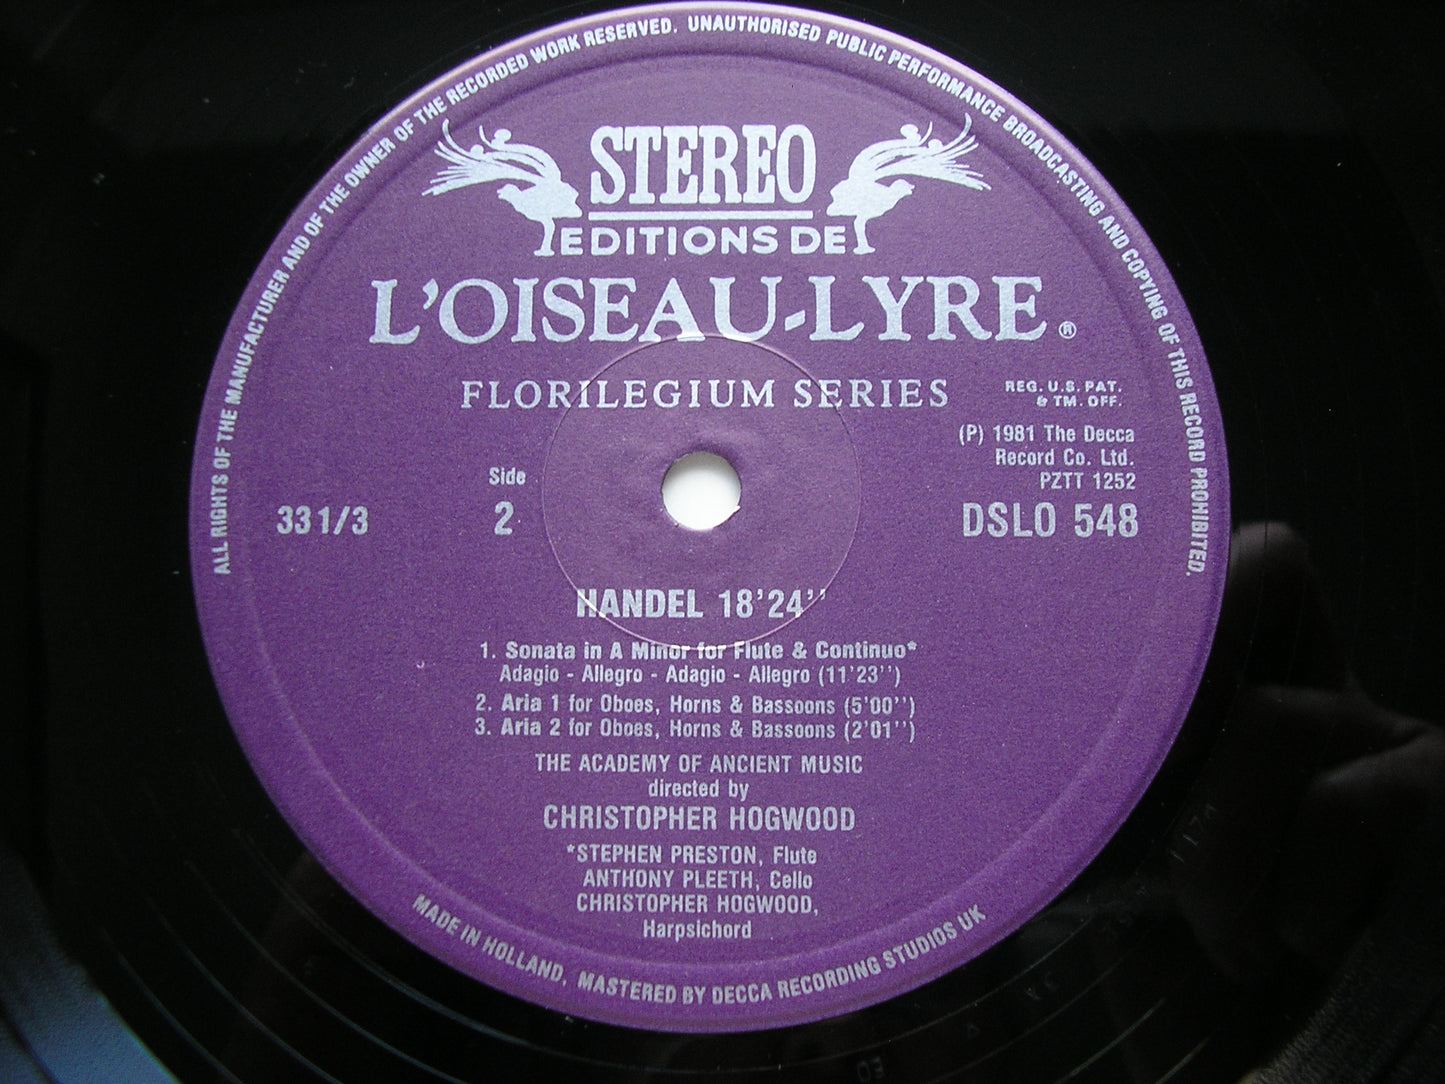 ALL RIGHTS OF THE MANUFACTURER AND OF THE OWNER OF THE RECORDED WORK RESERVED. UNAUTHORISED PUBLIC PERFORMANCE BROADCASTING AND COPYING OF THIS RECORD PROHIBITED.
STEREO
EDITIONS DE
L'OISEAU-LYRE ®
FLORILEGIUM SERIES
REG. U.S. PAT.
& TM. OFF.
(P) 1981 The Decca
Record Co. Ltd.
PZTT 1252
Side
33 1/3 2 DSLO 548
HANDEL 18'24''
1. Sonata in A Minor for Flute & Continuo*
Adagio - Allegro - Adagio - Allegro (11'23'')
2. Aria 1 for Oboes, Horns & Bassoons (5'00'')
3. Aria 2 for Oboes, Horns & Bassoons (2'01'')
THE ACADEMY OF ANCIENT MUSIC
directed by
CHRISTOPHER HOGWOOD
*STEPHEN PRESTON, Flute
ANTHONY PLEETH, Cello
CHRISTOPHER HOGWOOD,
Harpsichord
MADE IN HOLLAND, MASTERED BY DECCA RECORDING STUDIOS UK